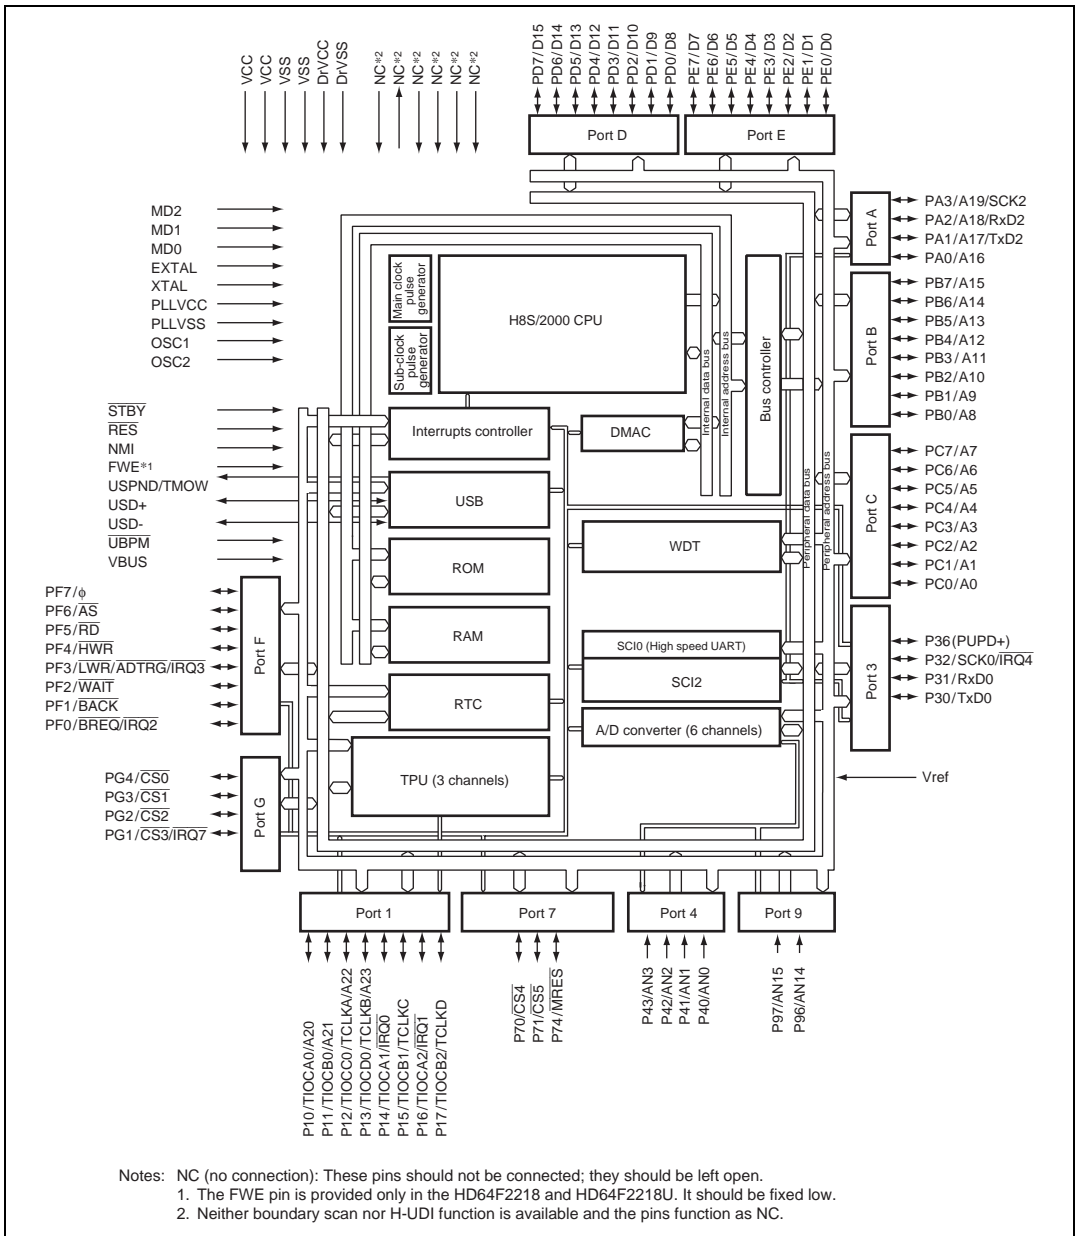 VCC
VCC
VSS
VSS
DrVCC
DrVSS
NC*2
NC*2
NC*2
NC*2
NC*2
NC*2
PD7/D15
PD6/D14
PD5/D13
PD4/D12
PD3/D11
PD2/D10
PD1/D9
PD0/D8
PE7/D7
PE6/D6
PE5/D5
PE4/D4
PE3/D3
PE2/D2
PE1/D1
PE0/D0
Port D
Port E
MD2
MD1
MD0
EXTAL
XTAL
PLLVCC
PLLVSS
OSC1
OSC2
STBY
RES
NMI
FWE*1
USPND/TMOW
USD+
USD-
UBPM
VBUS
Main clock
pulse
generator
Sub-clock
pulse
generator
H8S/2000 CPU
Interrupts controller
DMAC
USB
ROM
RAM
RTC
TPU (3 channels)
WDT
SCI0 (High speed UART)
SCI2
A/D converter (6 channels)
Internal data bus
Internal address bus
Bus controller
Peripheral data bus
Peripheral address bus
Port A
PA3/A19/SCK2
PA2/A18/RxD2
PA1/A17/TxD2
PA0/A16
Port B
PB7/A15
PB6/A14
PB5/A13
PB4/A12
PB3/A11
PB2/A10
PB1/A9
PB0/A8
Port C
PC7/A7
PC6/A6
PC5/A5
PC4/A4
PC3/A3
PC2/A2
PC1/A1
PC0/A0
Port 3
P36(PUPD+)
P32/SCK0/IRQ4
P31/RxD0
P30/TxD0
Vref
PF7/ϕ
PF6/AS
PF5/RD
PF4/HWR
PF3/LWR/ADTRG/IRQ3
PF2/WAIT
PF1/BACK
PF0/BREQ/IRQ2
Port F
PG4/CS0
PG3/CS1
PG2/CS2
PG1/CS3/IRQ7
Port G
Port 1
Port 7
Port 4
Port 9
P10/TIOCA0/A20
P11/TIOCB0/A21
P12/TIOCC0/TCLKA/A22
P13/TIOCD0/TCLKB/A23
P14/TIOCA1/IRQ0
P15/TIOCB1/TCLKC
P16/TIOCA2/IRQ1
P17/TIOCB2/TCLKD
P70/CS4
P71/CS5
P74/MRES
P43/AN3
P42/AN2
P41/AN1
P40/AN0
P97/AN15
P96/AN14
Notes: NC (no connection): These pins should not be connected; they should be left open.
1. The FWE pin is provided only in the HD64F2218 and HD64F2218U. It should be fixed low.
2. Neither boundary scan nor H-UDI function is available and the pins function as NC.